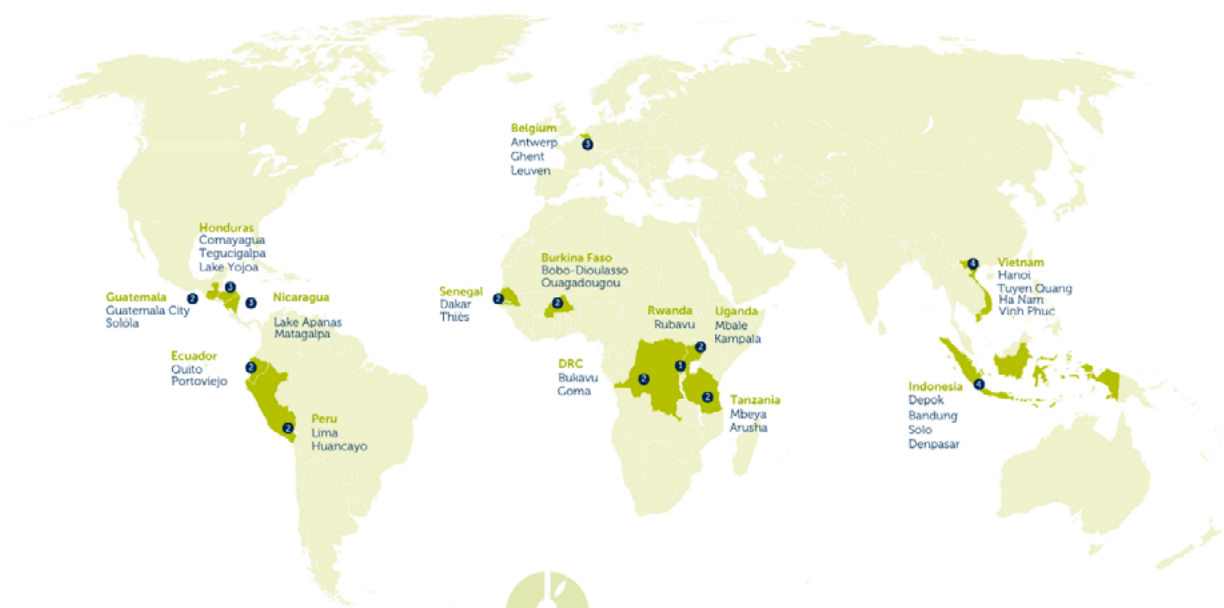 Belgium
Antwerp
Ghent
Leuven
3
Honduras
Comayagua
Tegucigalpa
Lake Yojoa
3
Guatemala
Guatemala City
Solóla
2
Nicaragua
Lake Apanas
Matagalpa
3
Ecuador
Quito
Portoviejo
2
Peru
Lima
Huancayo
2
Senegal
Dakar
Thiès
2
Burkina Faso
Bobo-Dioulasso
Ouagadougou
2
Rwanda
Rubavu
1
Uganda
Mbale
Kampala
2
DRC
Bukavu
Goma
2
Tanzania
Mbeya
Arusha
2
Vietnam
Hanoi
Tuyen Quang
Ha Nam
Vinh Phuc
4
Indonesia
Depok
Bandung
Solo
Denpasar
4